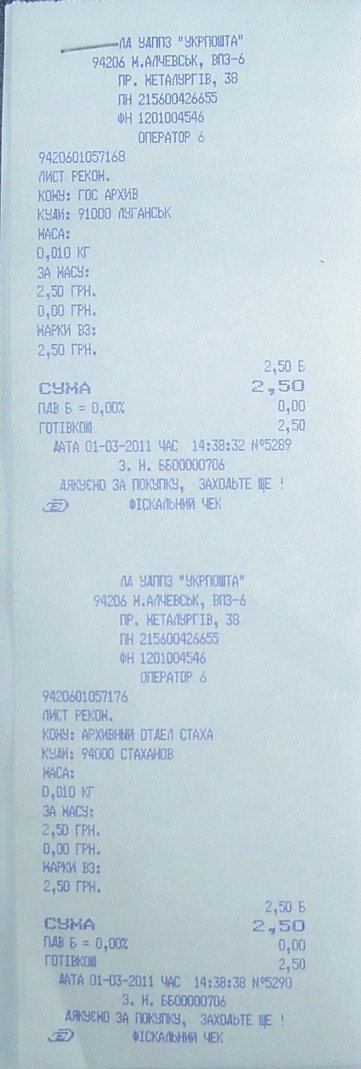 ЛА УДППЗ "УКРПОШТА"
94206 М.АЛЧЕВСЬК, ВПЗ-6
ПР. МЕТАЛУРГІВ, 38
ПН 215600426655
ФН 1201004546
ОПЕРАТОР 6
9420601057168
ЛИСТ РЕКОМ.
КОМУ: ГОС АРХИВ
КУДИ: 91000 ЛУГАНСЬК
МАСА:
0,010 КГ
ЗА МАСУ:
2,50 ГРН.
0,00 ГРН.
МАРКИ ВЗ:
2,50 ГРН.
2,50 Б
СУМА 2,50
ПДВ Б = 0,00% 0,00
ГОТІВКОЮ 2,50
ДАТА 01-03-2011 ЧАС 14:38:32 №5289
З. Н. ББ00000706
ДЯКУЄМО ЗА ПОКУПКУ, ЗАХОДЬТЕ ЩЕ !
ФІСКАЛЬНИЙ ЧЕК
ЛА УДППЗ "УКРПОШТА"
94206 М.АЛЧЕВСЬК, ВПЗ-6
ПР. МЕТАЛУРГІВ, 38
ПН 215600426655
ФН 1201004546
ОПЕРАТОР 6
9420601057176
ЛИСТ РЕКОМ.
КОМУ: АРХИВНЫЙ ОТДЕЛ СТАХА
КУДИ: 94000 СТАХАНОВ
МАСА:
0,010 КГ
ЗА МАСУ:
2,50 ГРН.
0,00 ГРН.
МАРКИ ВЗ:
2,50 ГРН.
2,50 Б
СУМА 2,50
ПДВ Б = 0,00% 0,00
ГОТІВКОЮ 2,50
ДАТА 01-03-2011 ЧАС 14:38:38 №5290
З. Н. ББ00000706
ДЯКУЄМО ЗА ПОКУПКУ, ЗАХОДЬТЕ ЩЕ !
ФІСКАЛЬНИЙ ЧЕК